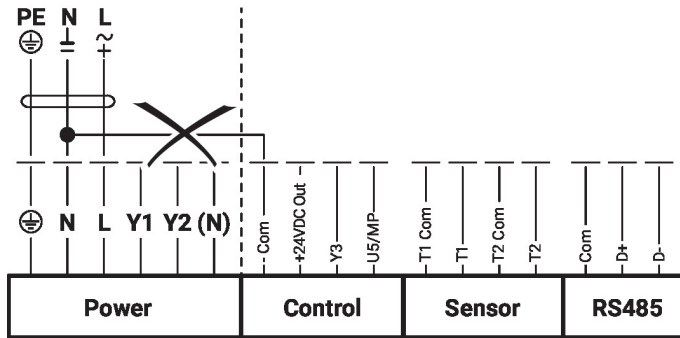 PE N L
N L Y1 Y2 (N)
- Com
+24VDC Out
Y3
U5/MP
T1 Com
T1
T2 Com
T2
Com
D+
D-
Power
Control
Sensor
RS485